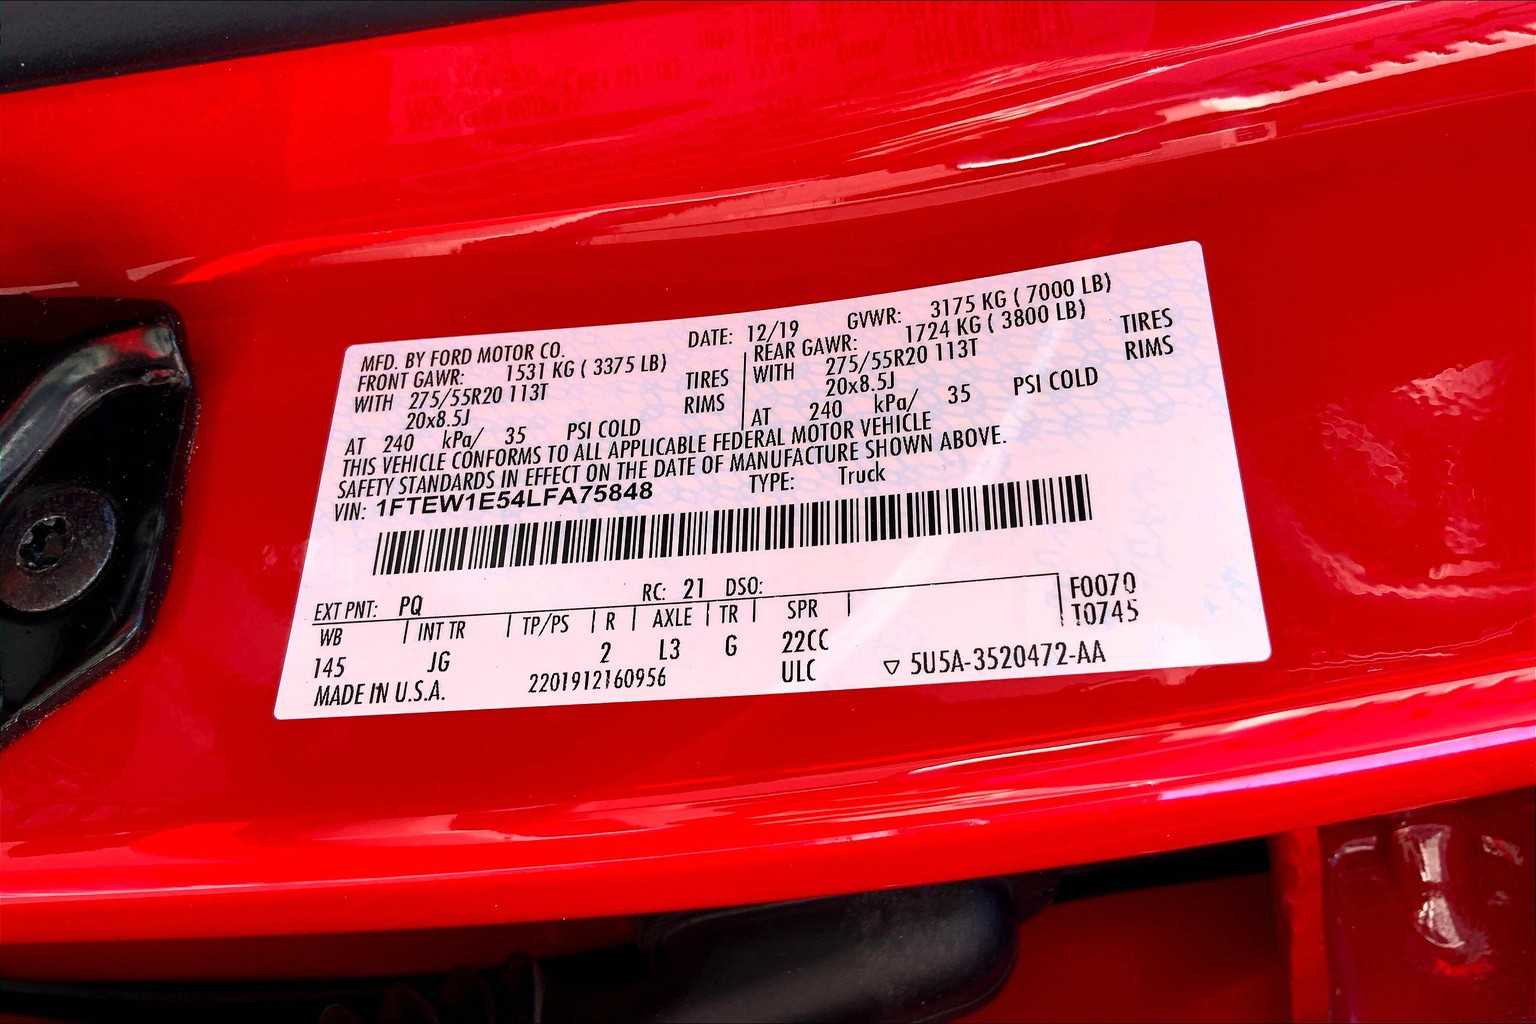 MFD. BY FORD MOTOR CO. DATE: 12/19 GVWR: 3175 KG ( 7000 LB)
FRONT GAWR: 1531 KG ( 3375 LB) REAR GAWR: 1724 KG ( 3800 LB)
WITH 275/55R20 113T TIRES WITH 275/55R20 113T TIRES
20x8.5J RIMS 20x8.5J RIMS
AT 240 kPa/ 35 PSI COLD AT 240 kPa/ 35 PSI COLD
THIS VEHICLE CONFORMS TO ALL APPLICABLE FEDERAL MOTOR VEHICLE
SAFETY STANDARDS IN EFFECT ON THE DATE OF MANUFACTURE SHOWN ABOVE.
VIN: 1FTEW1E54LFA75848 TYPE: Truck
EXT PNT: PQ RC: 21 DSO: F0070
WB INT TR TP/PS R AXLE TR SPR T0745
145 JG 2 L3 G 22CC
MADE IN U.S.A. 2201912160956 ULC ▽ 5U5A-3520472-AA